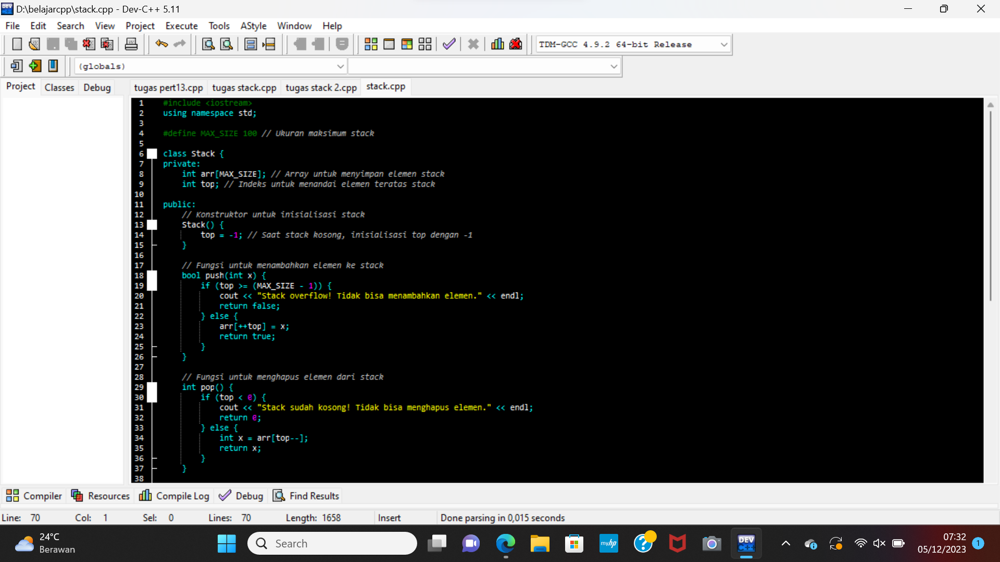 D:\belajarcpp\stack.cpp - Dev-C++ 5.11
File Edit Search View Project Execute Tools AStyle Window Help
TDM-GCC 4.9.2 64-bit Release
(globals)
Project Classes Debug
tugas pert13.cpp tugas stack.cpp tugas stack 2.cpp stack.cpp
1 #include <iostream>
2 using namespace std;
3
4 #define MAX_SIZE 100 // Ukuran maksimum stack
5
6 class Stack {
7 private:
8 int arr[MAX_SIZE]; // Array untuk menyimpan elemen stack
9 int top; // Indeks untuk menandai elemen teratas stack
10
11 public:
12 // Konstruktor untuk inisialisasi stack
13 Stack() {
14 top = -1; // Saat stack kosong, inisialisasi top dengan -1
15 }
16
17 // Fungsi untuk menambahkan elemen ke stack
18 bool push(int x) {
19 if (top >= (MAX_SIZE - 1)) {
20 cout << "Stack overflow! Tidak bisa menambahkan elemen." << endl;
21 return false;
22 } else {
23 arr[++top] = x;
24 return true;
25 }
26 }
27
28 // Fungsi untuk menghapus elemen dari stack
29 int pop() {
30 if (top < 0) {
31 cout << "Stack sudah kosong! Tidak bisa menghapus elemen." << endl;
32 return 0;
33 } else {
34 int x = arr[top--];
35 return x;
36 }
37 }
38
Compiler Resources Compile Log Debug Find Results
Line: 70 Col: 1 Sel: 0 Lines: 70 Length: 1658 Insert Done parsing in 0,015 seconds
24°C
Berawan
Search
myhp
DEV
C++
07:32
05/12/2023
1